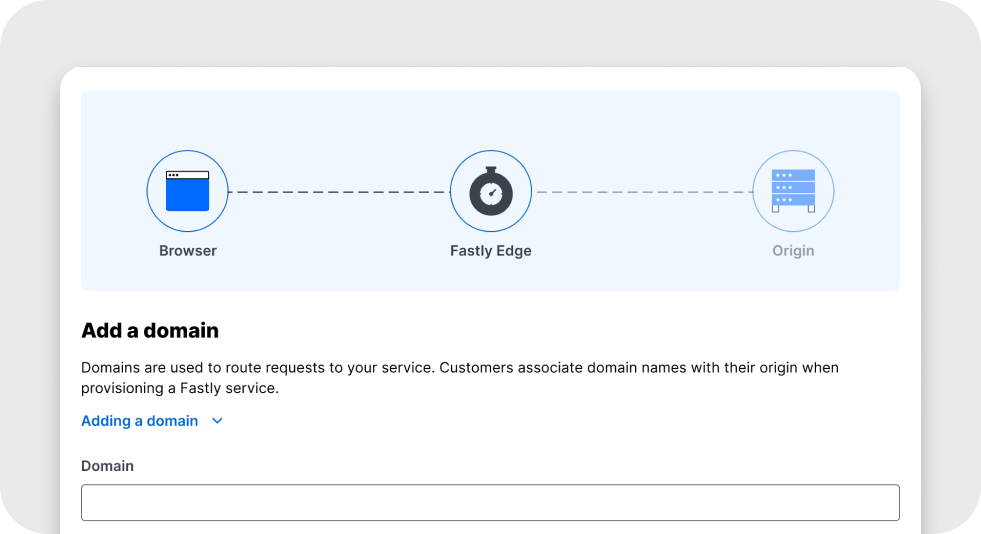 Browser
Fastly Edge
Origin
Add a domain
Domains are used to route requests to your service. Customers associate domain names with their origin when
provisioning a Fastly service.
Adding a domain
Domain